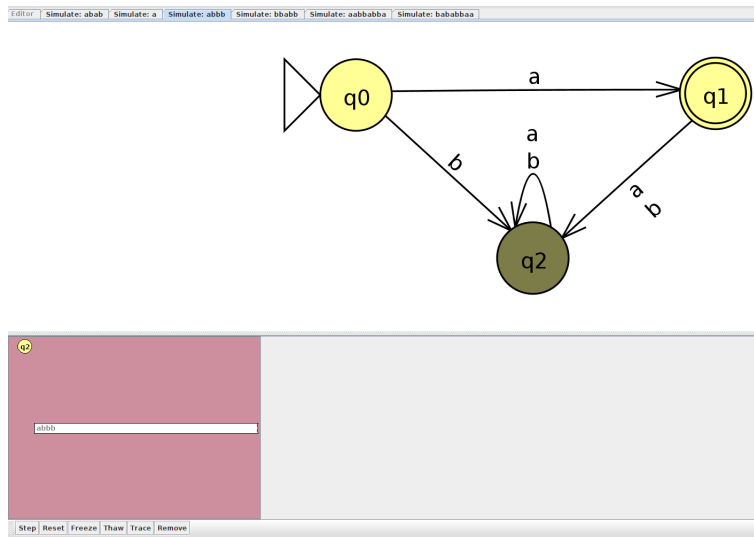 Editor Simulate: abab Simulate: a Simulate: abbb Simulate: bbabb Simulate: aabbabba Simulate: bababbaa
a
q0
q1
a
b
b
a
b
q2
q2
abbb
Step Reset Freeze Thaw Trace Remove